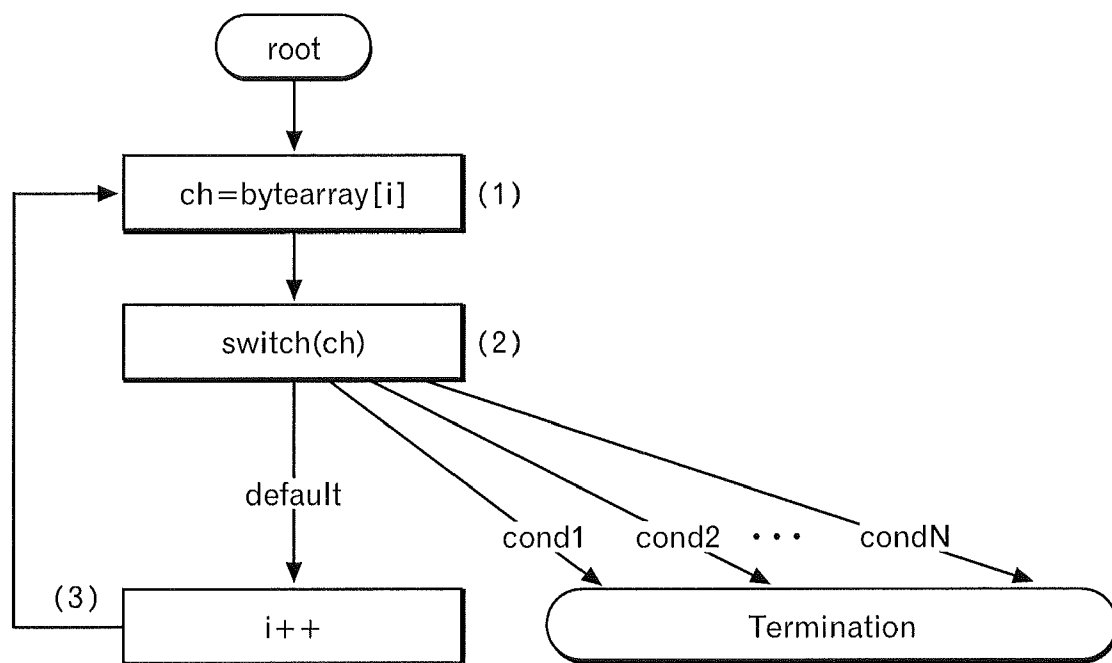 root
ch=bytearray[i] (1)
switch(ch) (2)
default
cond1 cond2 ··· condN
(3)
i++
Termination